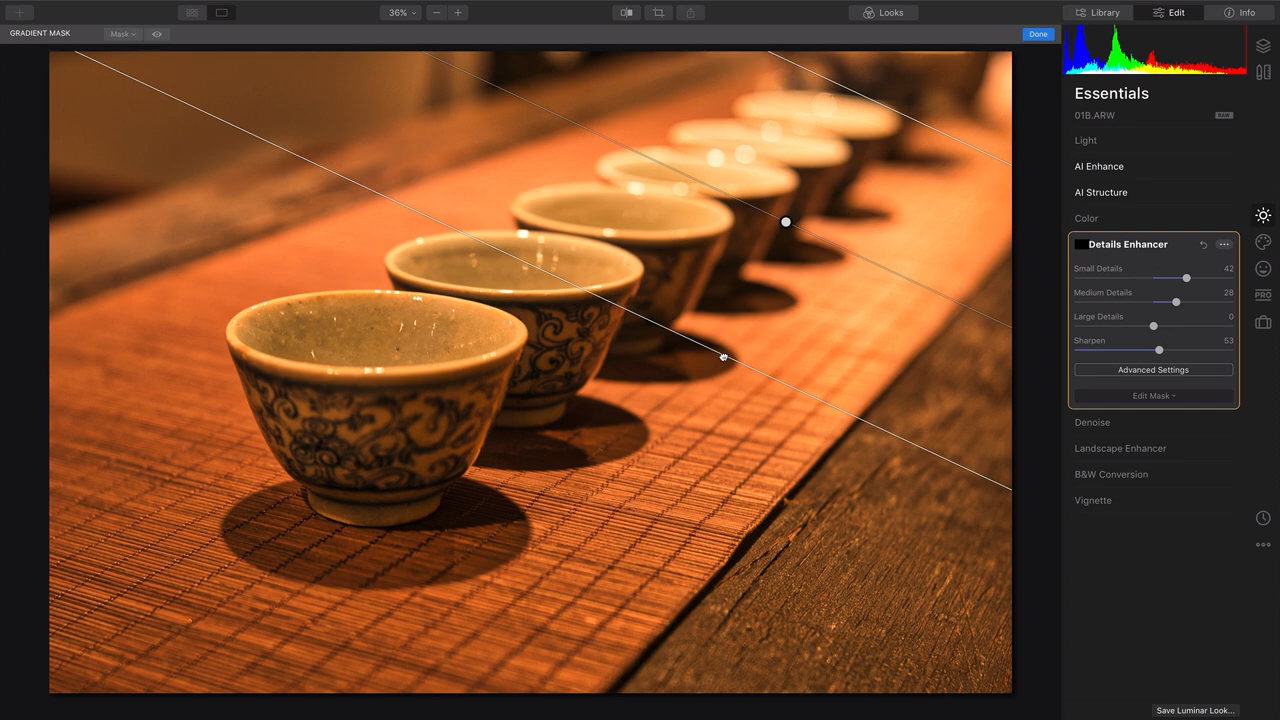 36%
Looks
Library
Edit
Info
GRADIENT MASK
Mask
Done
Essentials
01B.ARW
RAW
Light
AI Enhance
AI Structure
Color
Details Enhancer
Small Details 42
Medium Details 28
Large Details 0
Sharpen 53
Advanced Settings
Edit Mask
PRO
Denoise
Landscape Enhancer
B&W Conversion
Vignette
Save Luminar Look...